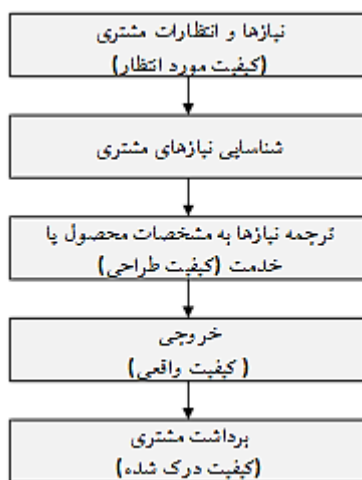 نیازها و انتظارات مشتری
(کیفیت مورد انتظار)
شناسایی نیازهای مشتری
ترجمه نیازها به مشخصات محصول یا
خدمت (کیفیت طراحی)
خروجی
( کیفیت واقعی)
برداشت مشتری
(کیفیت درک شده)